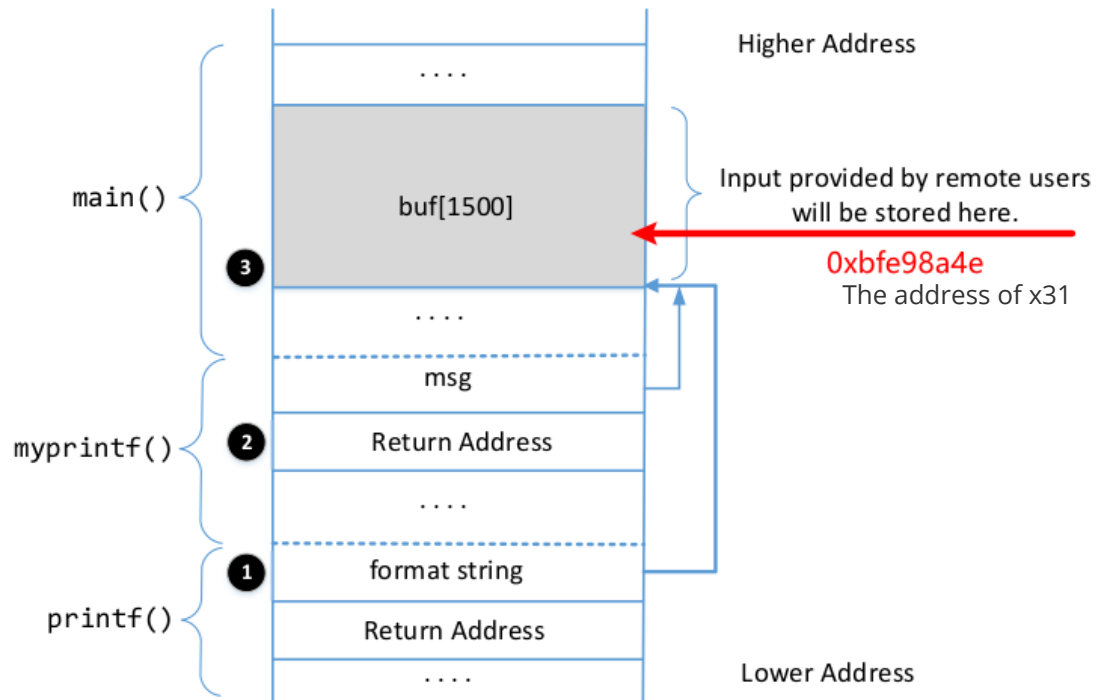 Higher Address
. . . .
main()
buf[1500]
Input provided by remote users
will be stored here.
0xbfe98a4e
The address of x31
3
. . . .
msg
myprintf()
2
Return Address
. . . .
1
format string
printf()
Return Address
. . . .
Lower Address